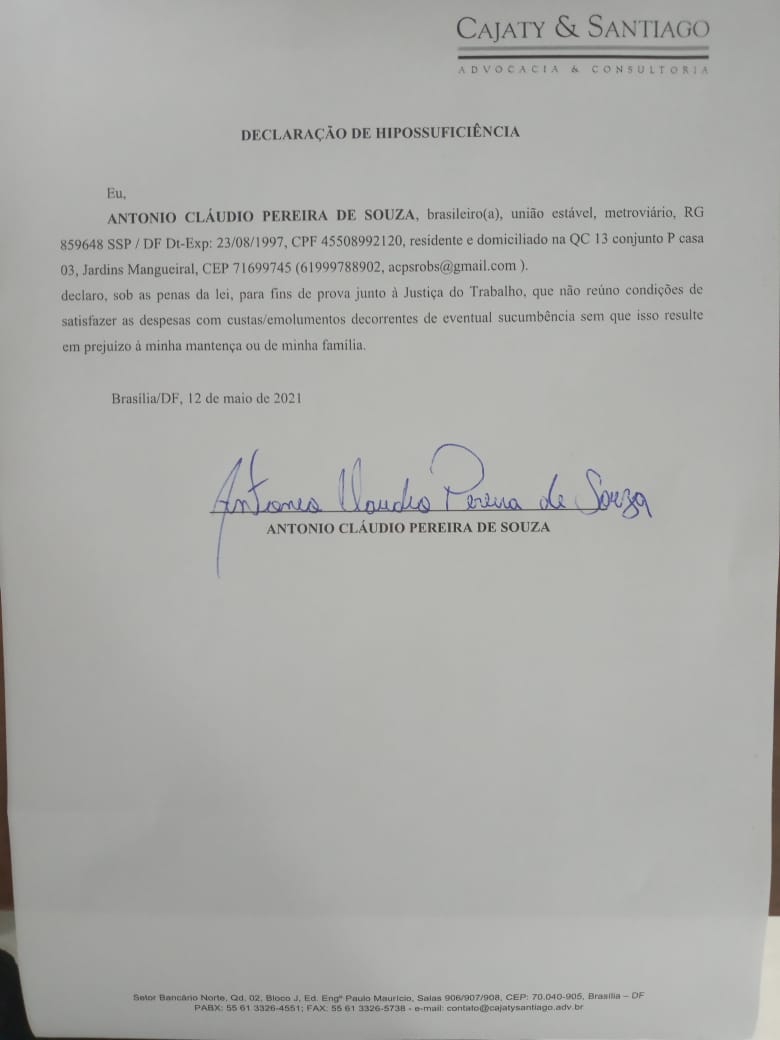 CAJATY & SANTIAGO
ADVOCACIA & CONSULTORIA
DECLARAÇÃO DE HIPOSSUFICIÊNCIA
Eu,
ANTONIO CLÁUDIO PEREIRA DE SOUZA, brasileiro(a), união estável, metroviário, RG
859648 SSP / DF Dt-Exp: 23/08/1997, CPF 45508992120, residente e domiciliado na QC 13 conjunto P casa
03, Jardins Mangueiral, CEP 71699745 (61999788902, acpsrobs@gmail.com ).
declaro, sob as penas da lei, para fins de prova junto à Justiça do Trabalho, que não reúno condições de
satisfazer as despesas com custas/emolumentos decorrentes de eventual sucumbência sem que isso resulte
em prejuízo à minha mantença ou de minha família.
Brasília/DF, 12 de maio de 2021
Antonio Claudio Pereira de Souza
ANTONIO CLÁUDIO PEREIRA DE SOUZA
Setor Bancário Norte, Qd. 02, Bloco J, Ed. Engº Paulo Maurício, Salas 906/907/908, CEP: 70.040-905, Brasília – DF
PABX: 55 61 3326-4551; FAX: 55 61 3326-5738 - e-mail: contato@cajatysantiago.adv.br